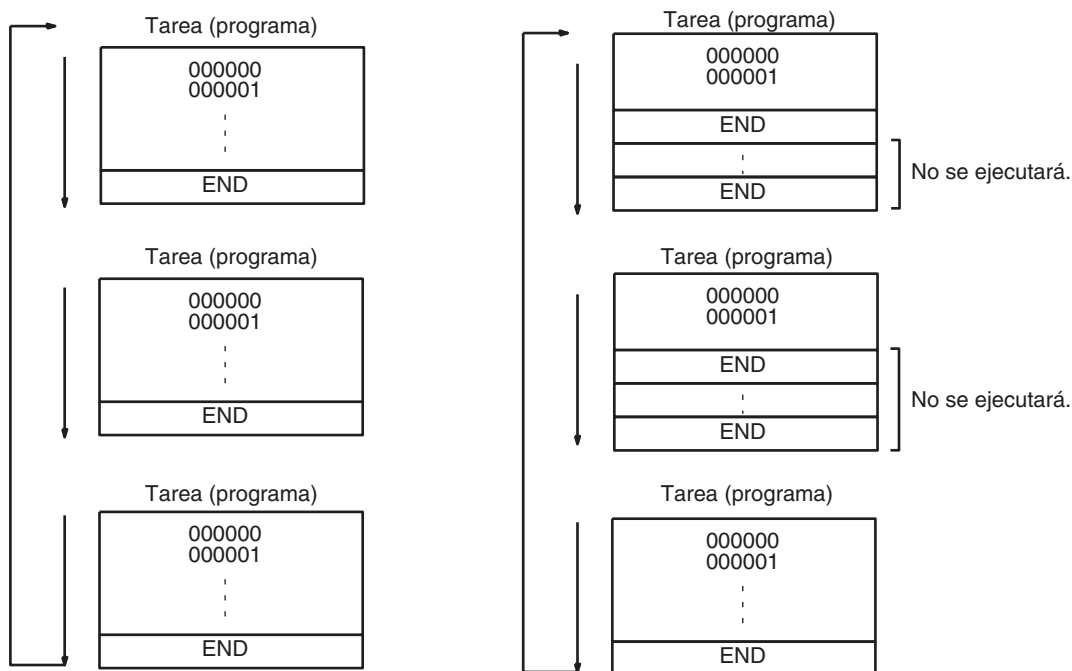 Tarea (programa)
000000
000001
END
Tarea (programa)
000000
000001
END
Tarea (programa)
000000
000001
END
Tarea (programa)
000000
000001
END
END
No se ejecutará.
Tarea (programa)
000000
000001
END
END
No se ejecutará.
Tarea (programa)
000000
000001
END